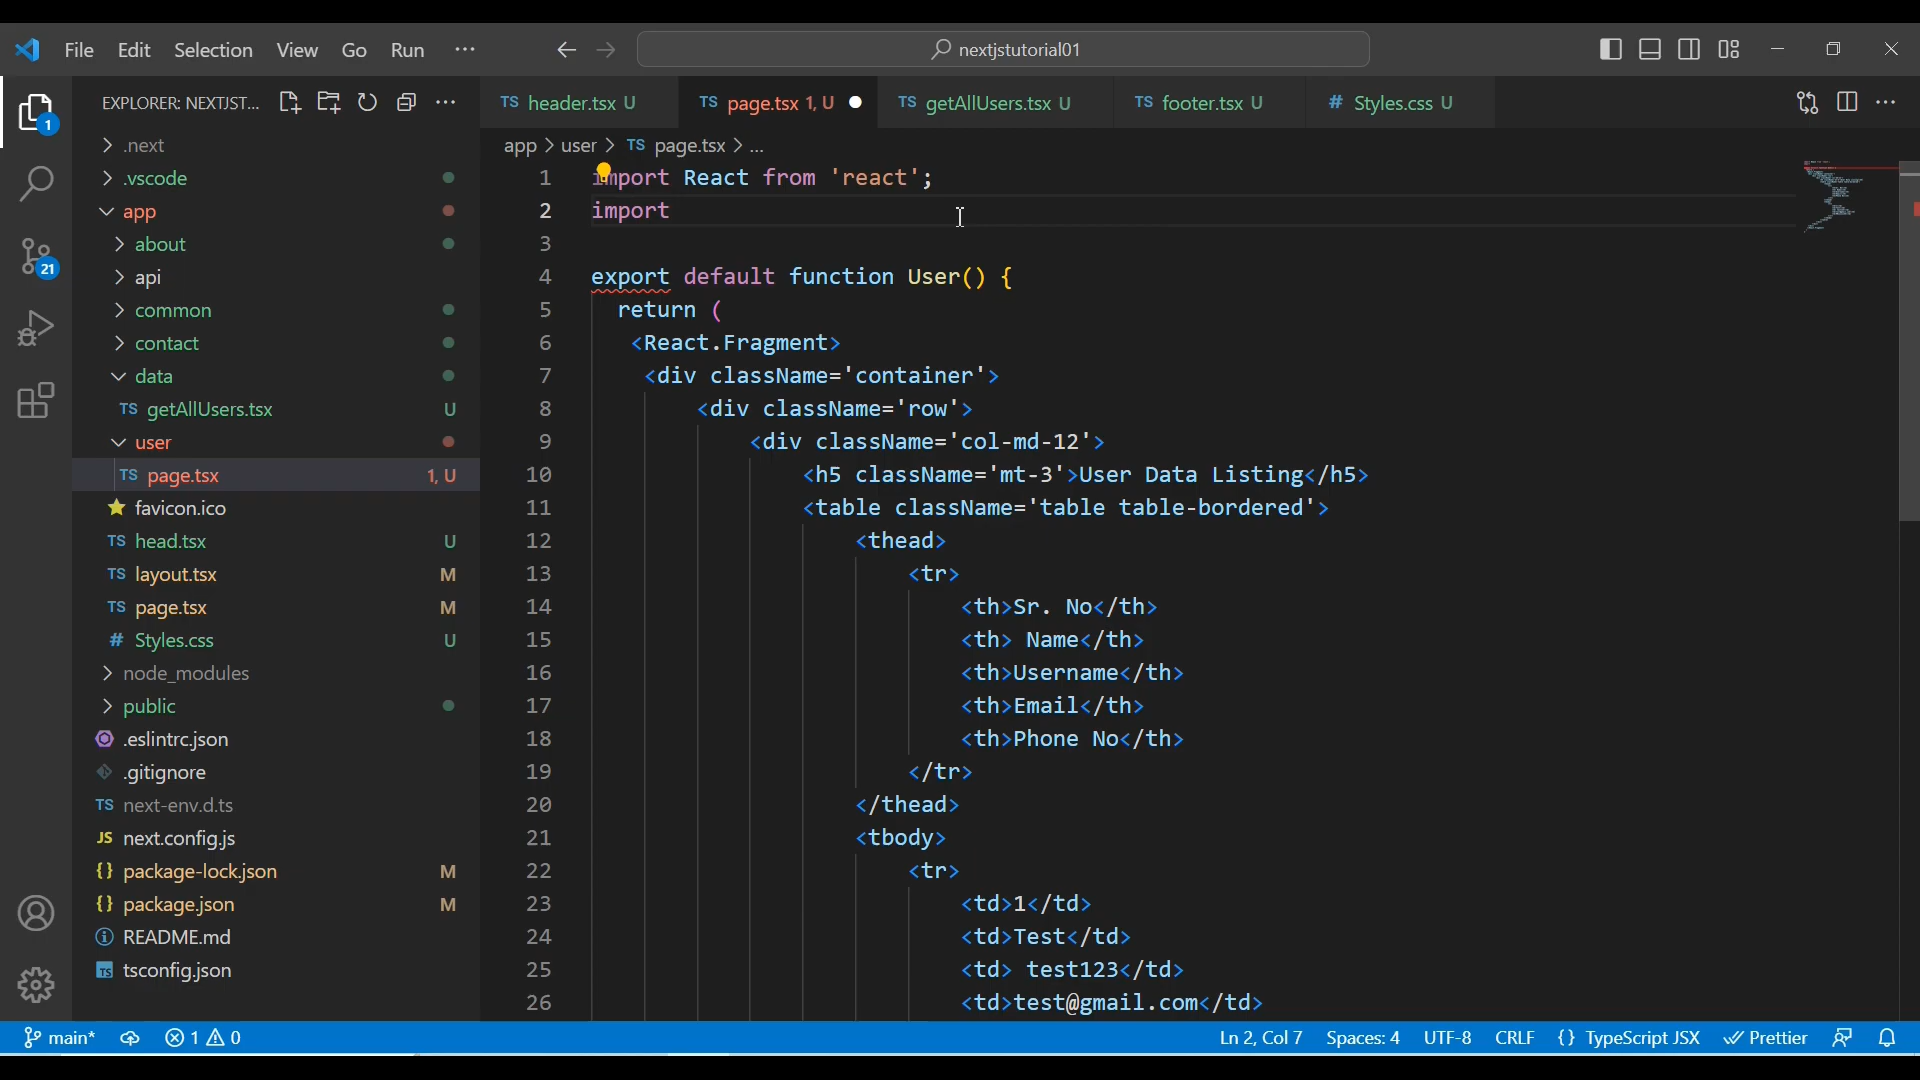 File Edit Selection View Go Run ··· nextjstutorial01
EXPLORER: NEXTJST...
.next
.vscode
app
about
api
common
contact
data
TS getAllUsers.tsx U
user
TS page.tsx 1, U
favicon.ico
TS head.tsx U
TS layout.tsx M
TS page.tsx M
# Styles.css U
node_modules
public
.eslintrc.json
.gitignore
TS next-env.d.ts
JS next.config.js
{} package-lock.json M
{} package.json M
README.md
TS tsconfig.json
1
21
TS header.tsx U TS page.tsx 1, U TS getAllUsers.tsx U TS footer.tsx U # Styles.css U
app > user > TS page.tsx > ...
1 import React from 'react';
2 import
3
4 export default function User() {
5 return (
6 <React.Fragment>
7 <div className='container'>
8 <div className='row'>
9 <div className='col-md-12'>
10 <h5 className='mt-3'>User Data Listing</h5>
11 <table className='table table-bordered'>
12 <thead>
13 <tr>
14 <th>Sr. No</th>
15 <th> Name</th>
16 <th>Username</th>
17 <th>Email</th>
18 <th>Phone No</th>
19 </tr>
20 </thead>
21 <tbody>
22 <tr>
23 <td>1</td>
24 <td>Test</td>
25 <td> test123</td>
26 <td>test@gmail.com</td>
main* 1 0 Ln 2, Col 7 Spaces: 4 UTF-8 CRLF {} TypeScript JSX Prettier